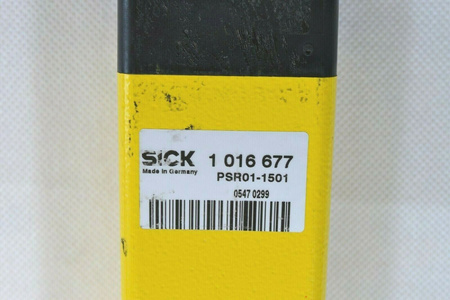 SICK 1 016 677
Made in Germany PSR01-1501
0547 0299